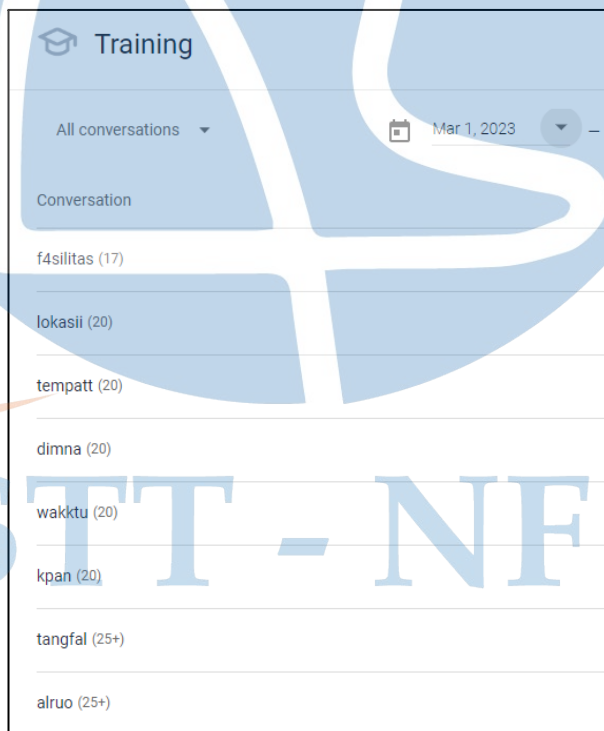 Training
All conversations Mar 1, 2023 –
Conversation
f4silitas (17)
lokasii (20)
tempatt (20)
dimna (20)
wakktu (20)
kpan (20)
tangfal (25+)
alruo (25+)
STT - NF